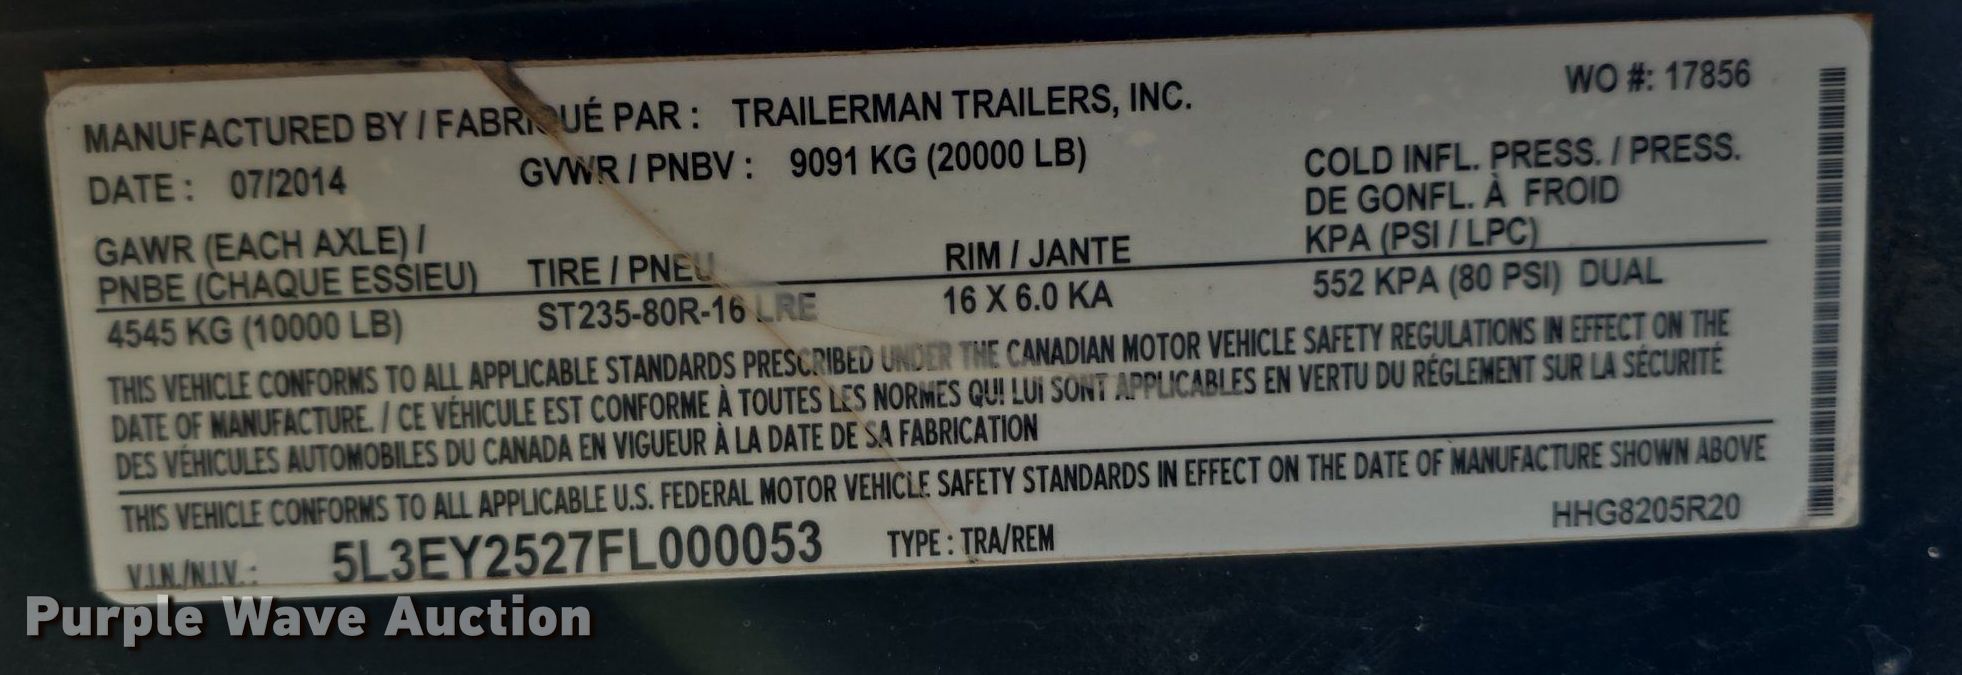 WO #: 17856
MANUFACTURED BY / FABRIQUÉ PAR : TRAILERMAN TRAILERS, INC.
DATE : 07/2014 GVWR / PNBV : 9091 KG (20000 LB)
COLD INFL. PRESS. / PRESS.
DE GONFL. À FROID
KPA (PSI / LPC)
GAWR (EACH AXLE) /
PNBE (CHAQUE ESSIEU) TIRE / PNEU RIM / JANTE
4545 KG (10000 LB) ST235-80R-16 LRE 16 X 6.0 KA 552 KPA (80 PSI) DUAL
THIS VEHICLE CONFORMS TO ALL APPLICABLE STANDARDS PRESCRIBED UNDER THE CANADIAN MOTOR VEHICLE SAFETY REGULATIONS IN EFFECT ON THE
DATE OF MANUFACTURE. / CE VÉHICULE EST CONFORME À TOUTES LES NORMES QUI LUI SONT APPLICABLES EN VERTU DU RÉGLEMENT SUR LA SÉCURITÉ
DES VÉHICULES AUTOMOBILES DU CANADA EN VIGUEUR À LA DATE DE SA FABRICATION
THIS VEHICLE CONFORMS TO ALL APPLICABLE U.S. FEDERAL MOTOR VEHICLE SAFETY STANDARDS IN EFFECT ON THE DATE OF MANUFACTURE SHOWN ABOVE
V.I.N./N.I.V. : 5L3EY2527FL000053 TYPE : TRA/REM HHG8205R20
Purple Wave Auction